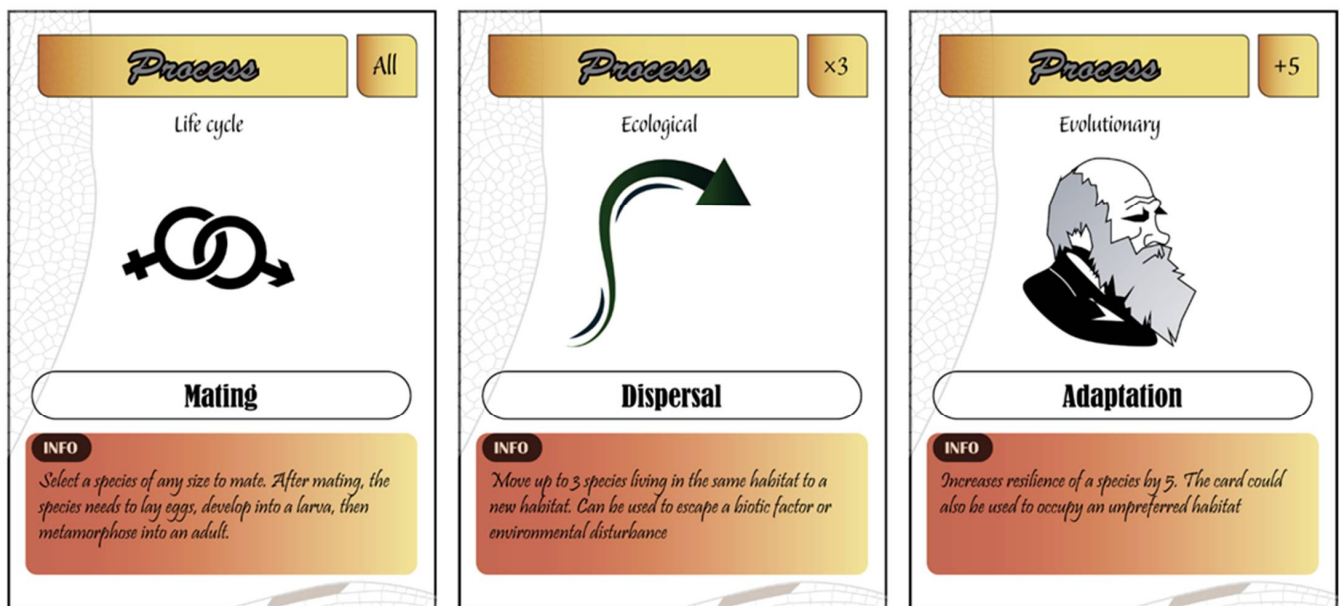 Process
All
Life cycle
Mating
INFO
Select a species of any size to mate. After mating, the
species needs to lay eggs, develop into a larva, then
metamorphose into an adult.
Process
×3
Ecological
Dispersal
INFO
Move up to 3 species living in the same habitat to a
new habitat. Can be used to escape a biotic factor or
environmental disturbance
Process
+5
Evolutionary
Adaptation
INFO
Increases resilience of a species by 5. The card could
also be used to occupy an unpreferred habitat